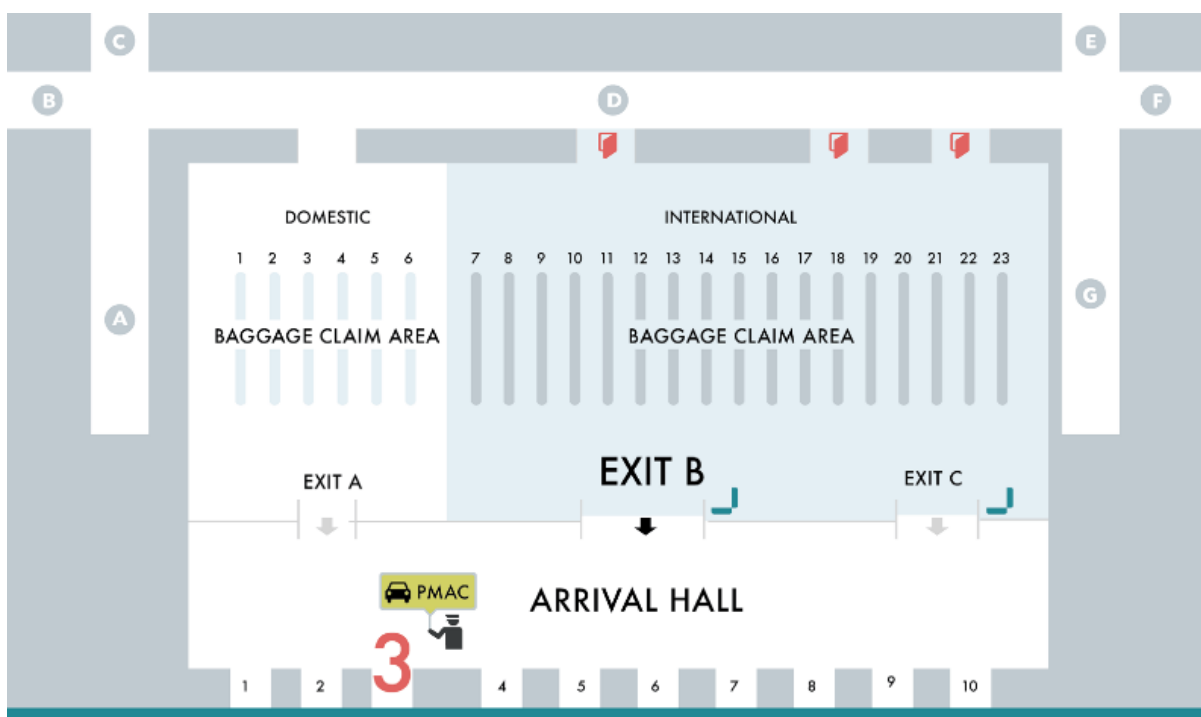 C
E
B
D
F
DOMESTIC
INTERNATIONAL
1 2 3 4 5 6 7 8 9 10 11 12 13 14 15 16 17 18 19 20 21 22 23
A
G
BAGGAGE CLAIM AREA
BAGGAGE CLAIM AREA
EXIT A
EXIT B
EXIT C
PMAC
ARRIVAL HALL
1 2 3 4 5 6 7 8 9 10